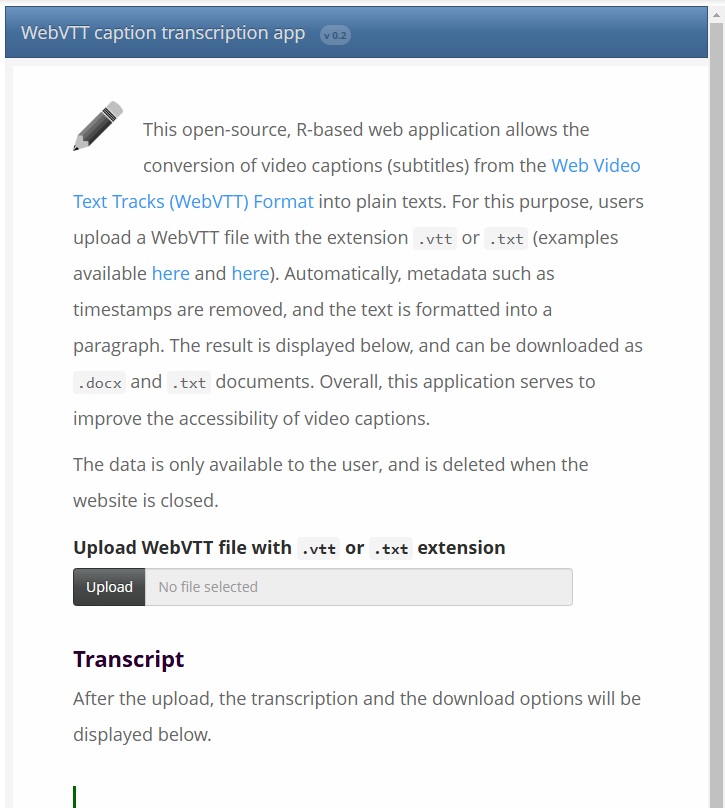 WebVTT caption transcription app v 0.2
This open-source, R-based web application allows the
conversion of video captions (subtitles) from the Web Video
Text Tracks (WebVTT) Format into plain texts. For this purpose, users
upload a WebVTT file with the extension .vtt or .txt (examples
available here and here). Automatically, metadata such as
timestamps are removed, and the text is formatted into a
paragraph. The result is displayed below, and can be downloaded as
.docx and .txt documents. Overall, this application serves to
improve the accessibility of video captions.
The data is only available to the user, and is deleted when the
website is closed.
Upload WebVTT file with .vtt or .txt extension
Upload No file selected
Transcript
After the upload, the transcription and the download options will be
displayed below.